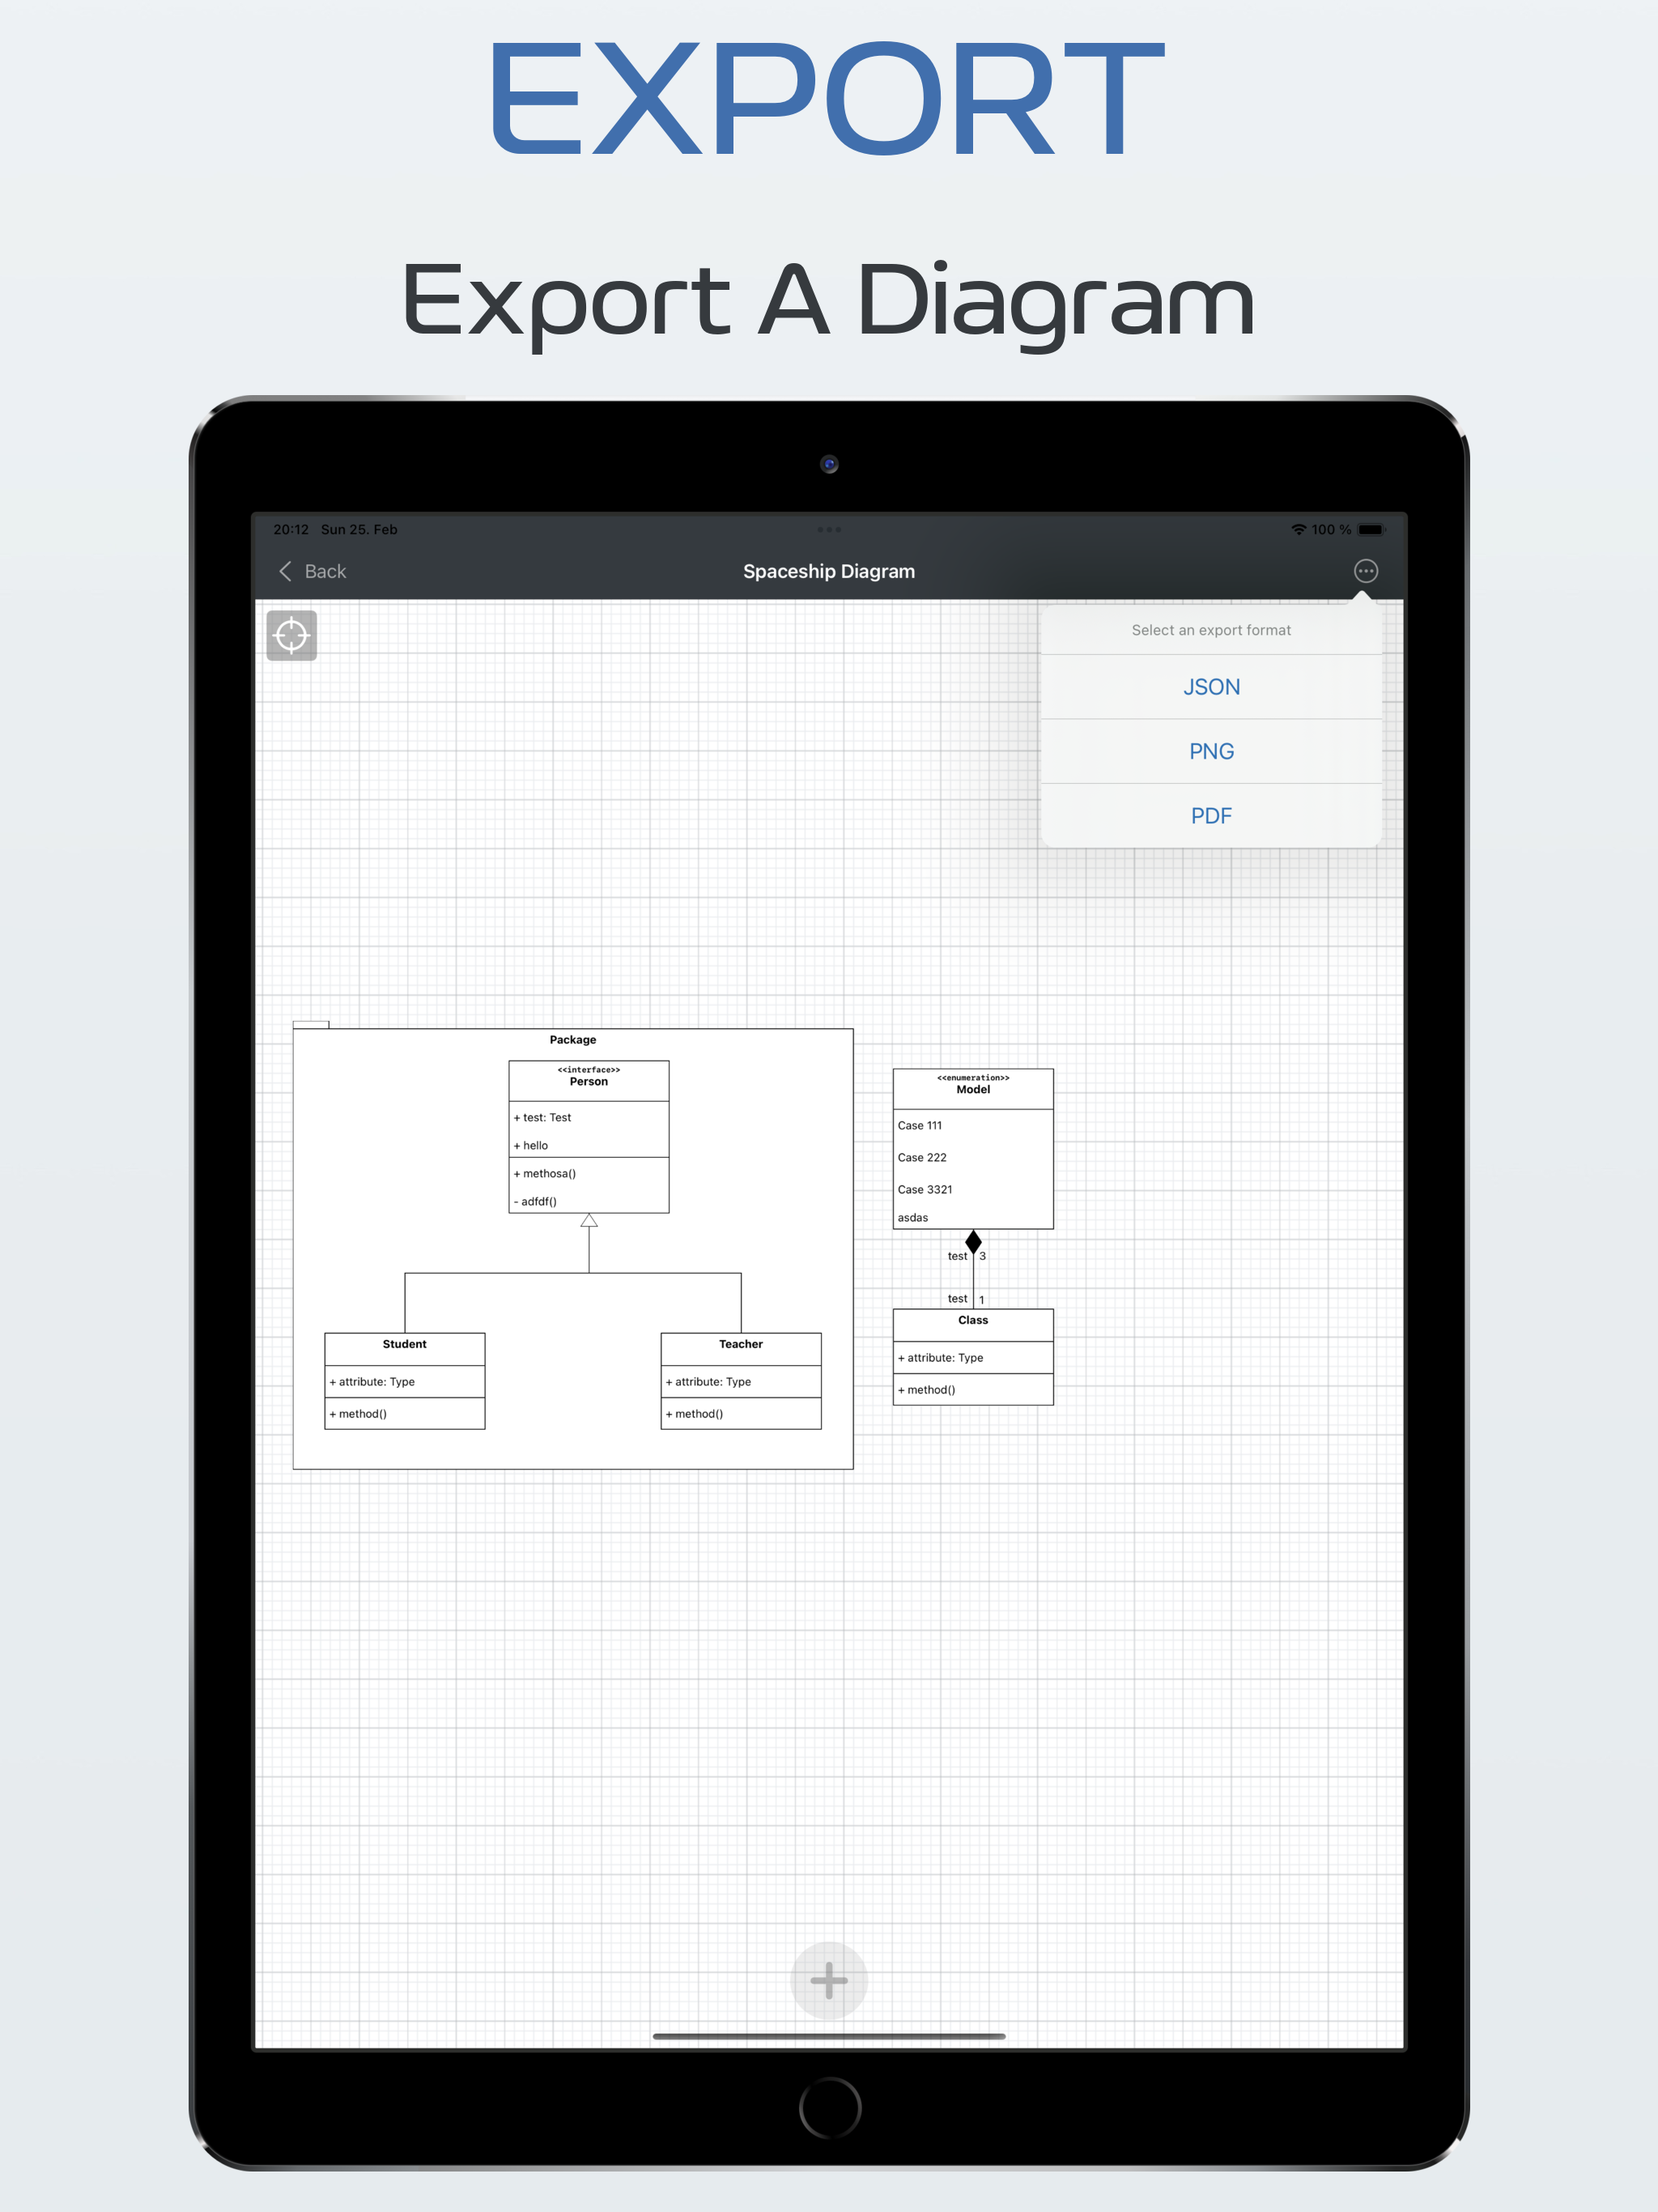 EXPORT
Export A Diagram
20:12 Sun 25. Feb
100 %
Back
Spaceship Diagram
Select an export format
JSON
PNG
PDF
Package
<<interface>>
Person
+ test: Test
+ hello
+ methosa()
- adfdf()
Student
+ attribute: Type
+ method()
Teacher
+ attribute: Type
+ method()
<<enumeration>>
Model
Case 111
Case 222
Case 3321
asdas
test 3
test 1
Class
+ attribute: Type
+ method()